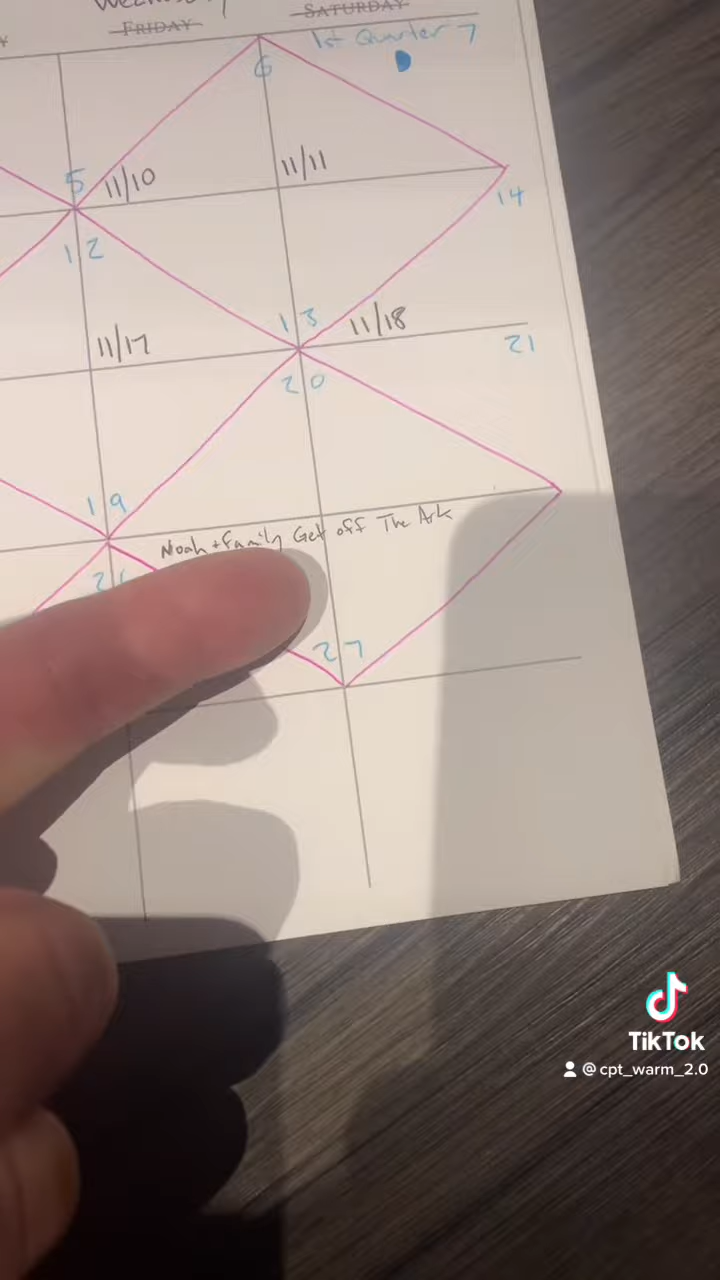 FRIDAY
SATURDAY
1st Quarter 7
6
5
11/10
11/11
14
12
13
11/18
11/17
21
20
19
Noah + Family Get off The Ark
27
TikTok
@cpt_warm_2.0